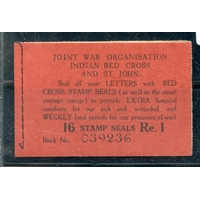 JOINT WAR ORGANISATION
INDIAN RED CROSS
AND ST JOHN.
Seal all your LETTERS with RED
CROSS STAMP SEALS (as well as the usual
postage stamp) to provide EXTRA hospital
comforts for our sick and wounded and
WEEKLY food parcels for our prisoners of war!
16 STAMP SEALS Re. 1
Book No. 039236